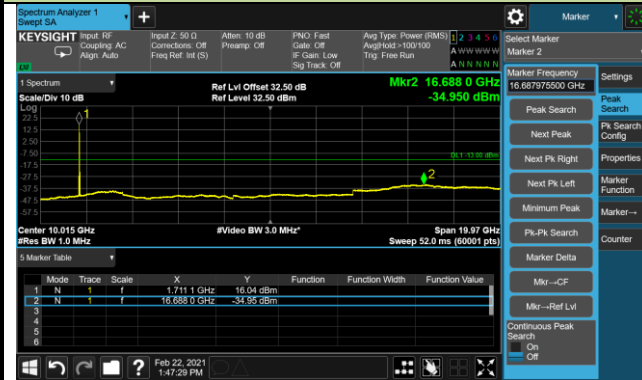 Spectrum Analyzer 1
Swept SA
KEYSIGHT
Input: RF
Coupling: AC
Align: Auto
Input Z: 50 Ω
Corrections: Off
Freq Ref: Int (S)
Atten: 10 dB
Preamp: Off
PNO: Fast
Gate: Off
IF Gain: Low
Sig Track: Off
Avg Type: Power (RMS)
Avg|Hold:>100/100
Trig: Free Run
1 2 3 4 5 6
A W W W W W
A N N N N N
1 Spectrum
Scale/Div 10 dB
Ref Lvl Offset 32.50 dB
Ref Level 32.50 dBm
Mkr2 16.688 0 GHz
-34.950 dBm
Log
22.5
12.5
2.50
-7.50
-17.5
-27.5
-37.5
-47.5
-57.5
1
DL1 -13.00 dBm
2
Center 10.015 GHz
#Res BW 1.0 MHz
#Video BW 3.0 MHz*
Span 19.97 GHz
Sweep 52.0 ms (60001 pts)
5 Marker Table
Mode Trace Scale X Y Function Function Width Function Value
1 N 1 f 1.711 1 GHz 16.04 dBm
2 N 1 f 16.688 0 GHz -34.95 dBm
3
4
5
6
Feb 22, 2021
1:47:29 PM
Marker
Select Marker
Marker 2
Marker Frequency
16.687975500 GHz
Peak Search
Next Peak
Next Pk Right
Next Pk Left
Minimum Peak
Pk-Pk Search
Marker Delta
Mkr→CF
Mkr→Ref Lvl
Continuous Peak
Search
On
Off
Settings
Peak
Search
Pk Search
Config
Properties
Marker
Function
Marker→
Counter